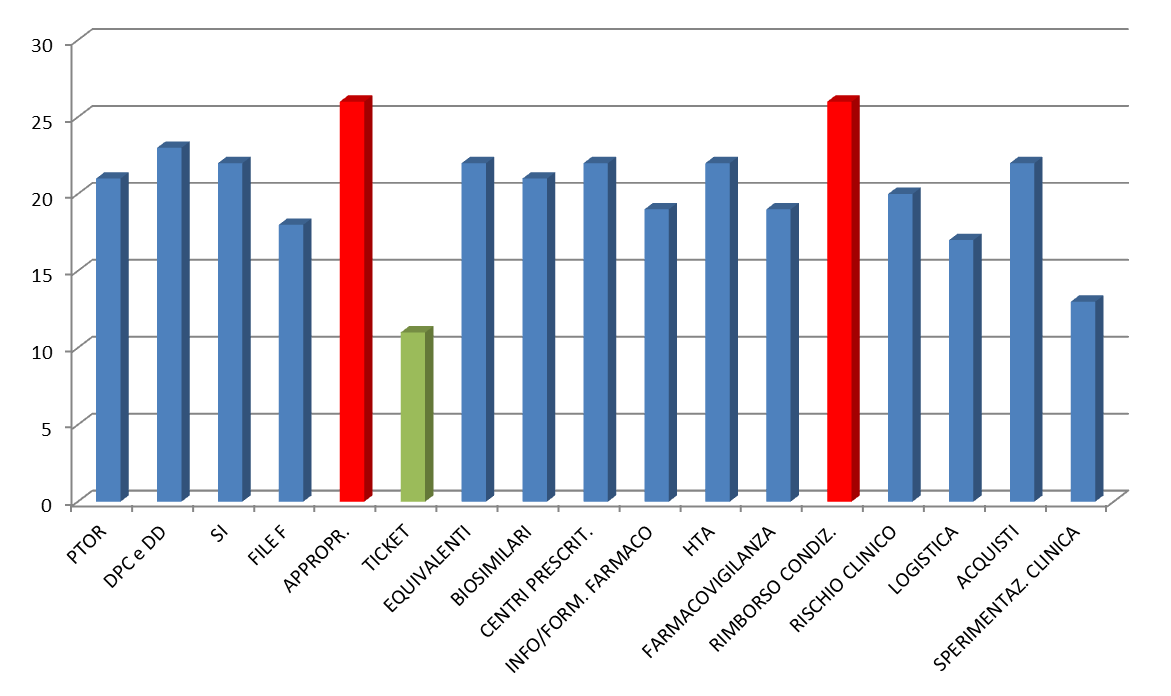 30
25
20
15
10
5
0
PTOR
DPC e DD
SI
FILE F
APPROPR.
TICKET
EQUIVALENTI
BIOSIMILARI
CENTRI PRESCRIT.
INFO/FORM. FARMACO
HTA
FARMACOVIGILANZA
RIMBORSO CONDIZ.
RISCHIO CLINICO
LOGISTICA
ACQUISTI
SPERIMENTAZ. CLINICA